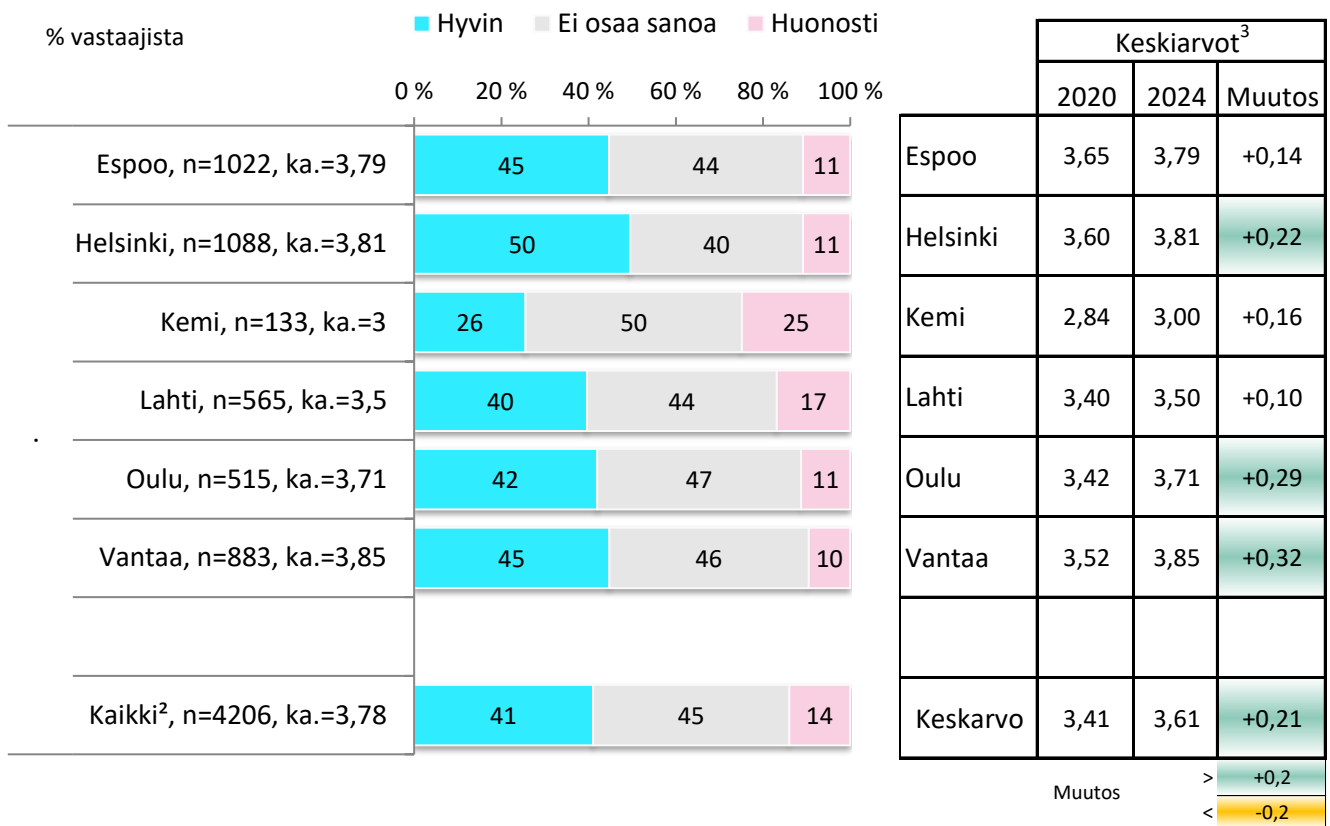 % vastaajista
Hyvin Ei osaa sanoa Huonosti
0 % 20 % 40 % 60 % 80 % 100 %
Espoo, n=1022, ka.=3,79 45 44 11
Helsinki, n=1088, ka.=3,81 50 40 11
Kemi, n=133, ka.=3 26 50 25
Lahti, n=565, ka.=3,5 40 44 17
.
Oulu, n=515, ka.=3,71 42 47 11
Vantaa, n=883, ka.=3,85 45 46 10
Kaikki², n=4206, ka.=3,78 41 45 14
Keskiarvot³
2020 2024 Muutos
Espoo 3,65 3,79 +0,14
Helsinki 3,60 3,81 +0,22
Kemi 2,84 3,00 +0,16
Lahti 3,40 3,50 +0,10
Oulu 3,42 3,71 +0,29
Vantaa 3,52 3,85 +0,32
Keskarvo 3,41 3,61 +0,21
Muutos
> +0,2
< -0,2